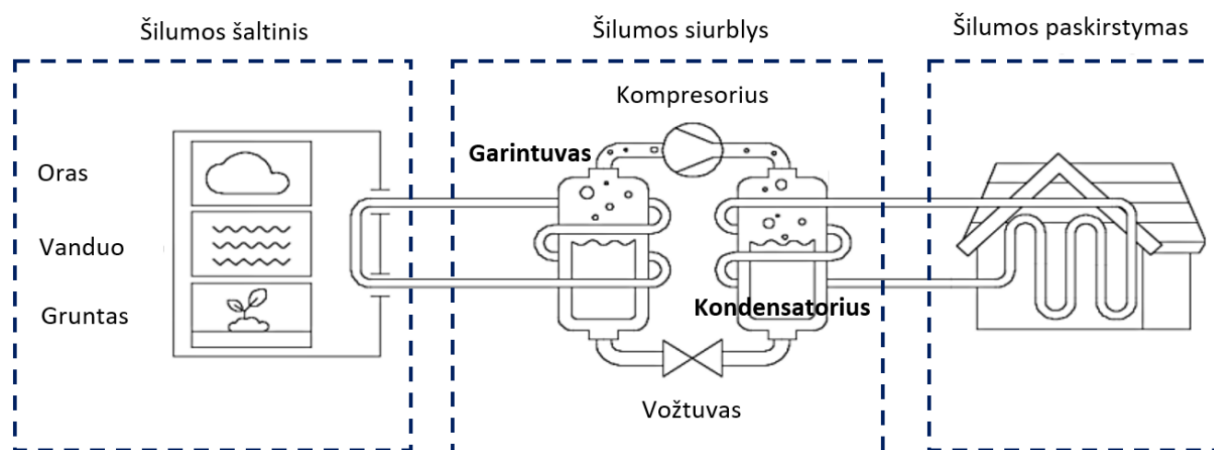 Šilumos šaltinis
Šilumos siurblys
Šilumos paskirstymas
Kompresorius
Garintuvas
Oras
Vanduo
Gruntas
Kondensatorius
Vožtuvas